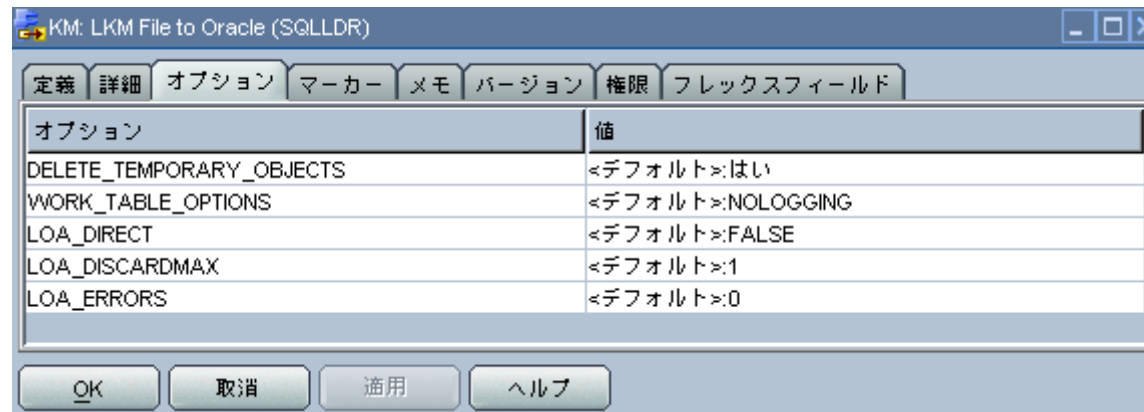 KM: LKM File to Oracle (SQLLDR)
定義 詳細 オプション マーカー メモ バージョン 権限 フレックスフィールド
オプション 値
DELETE_TEMPORARY_OBJECTS <デフォルト>:はい
WORK_TABLE_OPTIONS <デフォルト>:NOLOGGING
LOA_DIRECT <デフォルト>:FALSE
LOA_DISCARDMAX <デフォルト>:1
LOA_ERRORS <デフォルト>:0
OK 取消 適用 ヘルプ